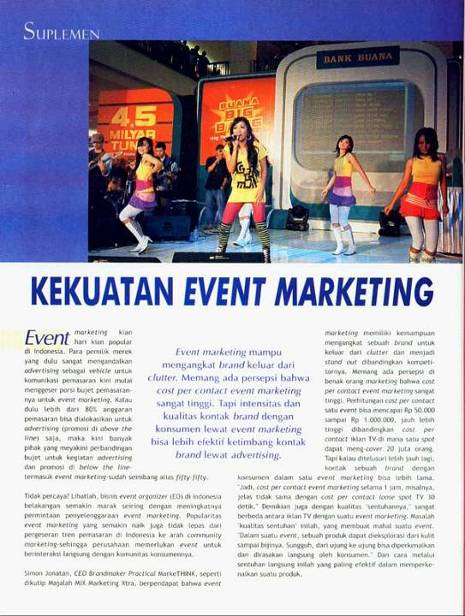 SUPLEMEN
BANK BUANA
4,5
MILYAR
TUNAI
BUANA
BIG
KEKUATAN EVENT MARKETING
Event marketing kian
hari kian popular
di Indonesia. Para pemilik merek
yang dulu sangat mengandalkan
advertising sebagai vehicle untuk
komunikasi pemasaran kini mulai
menggeser porsi bujet pemasaran-
nya untuk event marketing. Kalau
dulu lebih dari 80% anggaran
pemasaran bisa dialokasikan untuk
advertising (promosi di above the
line) saja, maka kini banyak
pihak yang meyakini perbandingan
bujet untuk kegiatan advertising
dan promosi di below the line-
termasuk event marketing-sudah seimbang alias fifty-fifty.
Tidak percaya? Lihatlah, bisnis event organizer (EO) di Indonesia
belakangan semakin marak seiring dengan meningkatnya
permintaan penyelenggaraan event marketing. Popularitas
event marketing yang semakin naik juga tidak lepas dari
pergeseran tren pemasaran di Indonesia ke arah community
marketing-sehingga perusahaan memerlukan event untuk
berinteraksi langsung dengan komunitas konsumennya.
Simon Jonatan, CEO Brandmaker Practical MarkeTHINK, seperti
dikutip Majalah MIX Marketing Xtra, berpendapat bahwa event
Event marketing mampu
mengangkat brand keluar dari
clutter. Memang ada persepsi bahwa
cost per contact event marketing
sangat tinggi. Tapi intensitas dan
kualitas kontak brand dengan
konsumen lewat event marketing
bisa lebih efektif ketimbang kontak
brand lewat advertising.
marketing memiliki kemampuan
mengangkat sebuah brand untuk
keluar dari clutter dan menjadi
stand out dibandingkan kompeti-
tornya. Memang ada persepsi di
benak orang marketing bahwa cost
per contact event marketing sangat
tinggi. Perhitungan cost per contact
satu event bisa mencapai Rp 50.000
sampai Rp 1.000.000, jauh lebih
tinggi dibandingkan cost per
contact iklan TV-di mana satu spot
dapat meng-cover 20 juta orang.
Tapi kalau ditelusuri lebih jauh lagi,
kontak sebuah brand dengan
konsumen dalam satu event marketing bisa lebih lama.
"Jadi, cost per contact event marketing selama 1 jam, misalnya,
jelas tidak sama dengan cost per contact loose spot TV 30
detik." Demikian juga dengan kualitas "sentuhannya," sangat
berbeda antara iklan TV dengan suatu event marketing. Masalah
"kualitas sentuhan" inilah, yang membuat mahal suatu event.
"Dalam suatu event, sebuah produk dapat dieksplorasi dari kulit
sampai bijinya. Sungguh, dari ujung ke ujung bisa diperkenalkan
dan dirasakan langsung oleh konsumen." Dan cara melalui
sentuhan langsung inilah yang paling efektif dalam memperke-
nalkan suatu produk.